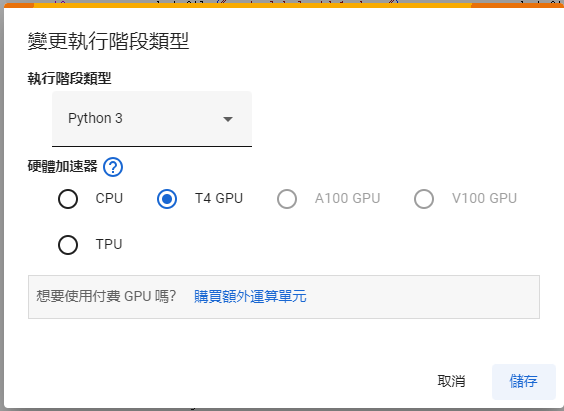 變更執行階段類型
執行階段類型
Python 3
硬體加速器 ?
CPU T4 GPU A100 GPU V100 GPU
TPU
想要使用付費 GPU 嗎? 購買額外運算單元
取消 儲存